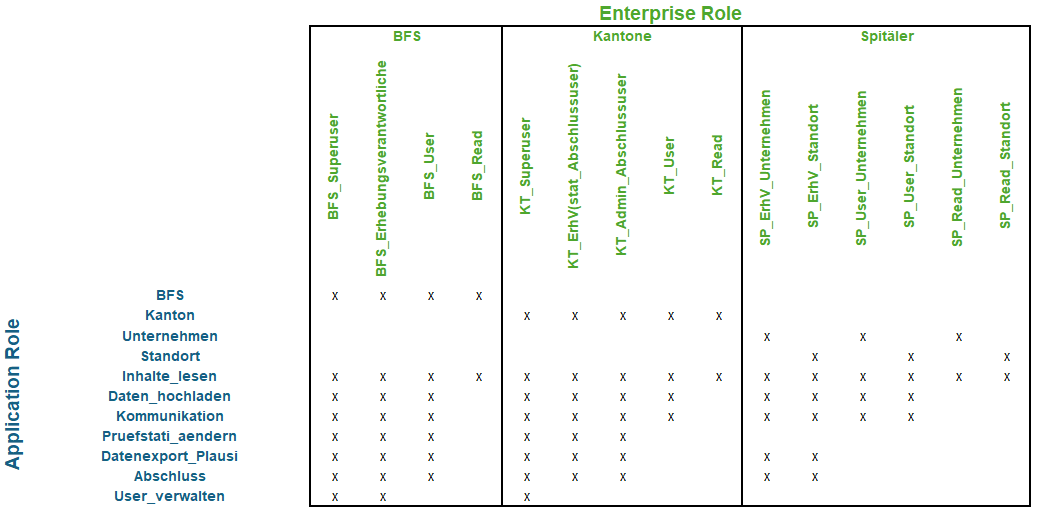 Enterprise Role
BFS Kantone Spitäler
BFS_Superuser BFS_Erhebungsverantwortliche BFS_User BFS_Read KT_Superuser KT_ErhV(stat_Abschlussuser) KT_Admin_Abschlussuser KT_User KT_Read SP_ErhV_Unternehmen SP_ErhV_Standort SP_User_Unternehmen SP_User_Standort SP_Read_Unternehmen SP_Read_Standort
Application Role
BFS x x x x
Kanton x x x x x
Unternehmen x x x
Standort x x x
Inhalte_lesen x x x x x x x x x x x x x x x
Daten_hochladen x x x x x x x x x x x
Kommunikation x x x x x x x x x x x
Pruefstati_aendern x x x x x x
Datenexport_Plausi x x x x x x x x
Abschluss x x x x x x x x
User_verwalten x x x